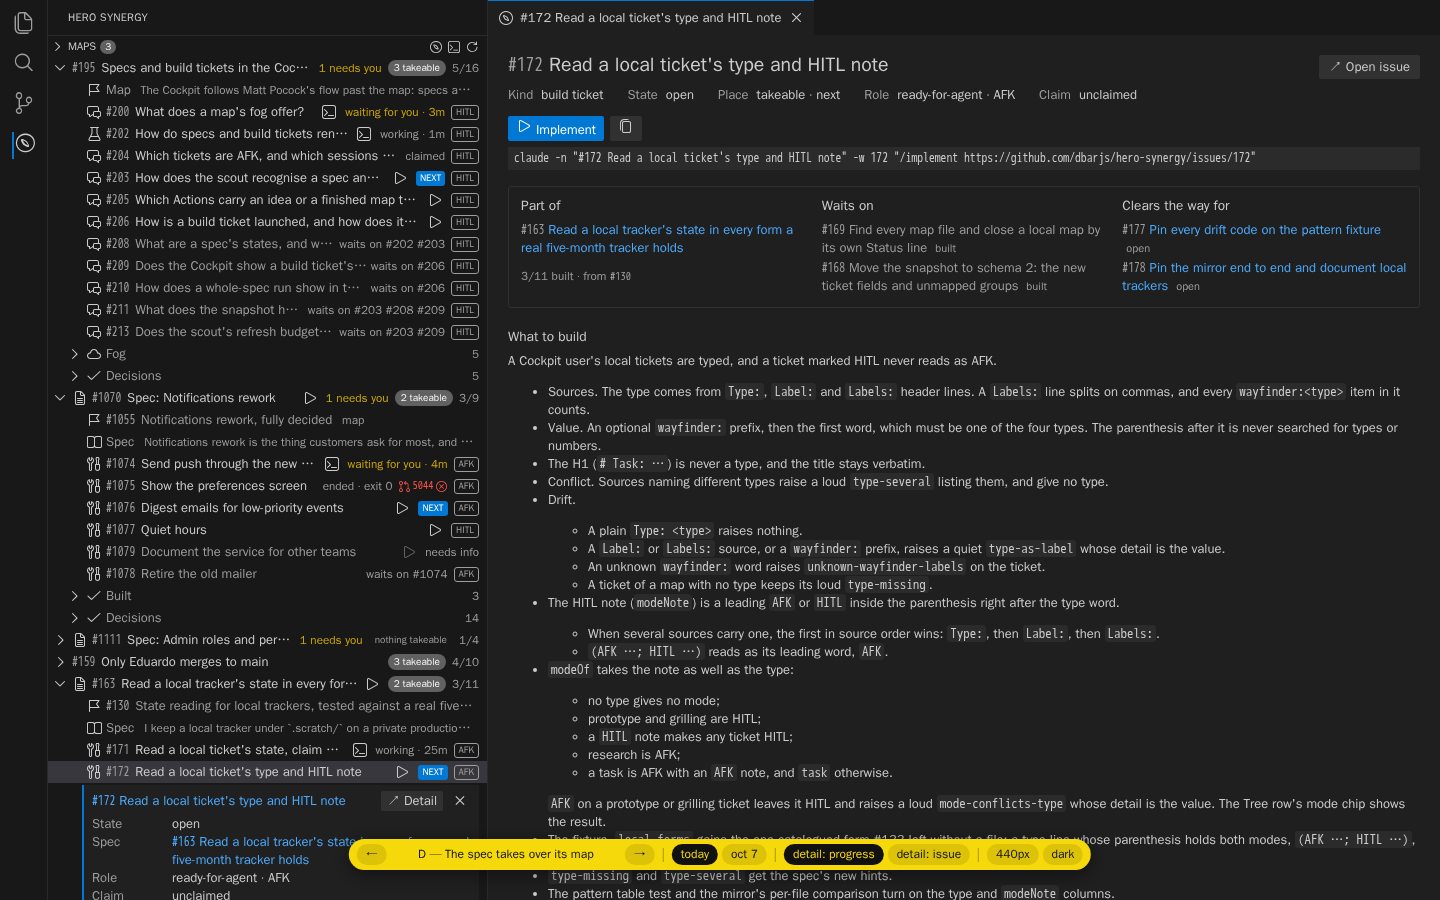 HERO SYNERGY
MAPS 3
#195 Specs and build tickets in the Coc··· 1 needs you 3 takeable 5/16
Map The Cockpit follows Matt Pocock's flow past the map: specs a···
#200 What does a map's fog offer? waiting for you · 3m HITL
#202 How do specs and build tickets ren··· working · 1m HITL
#204 Which tickets are AFK, and which sessions ··· claimed HITL
#203 How does the scout recognise a spec an··· NEXT HITL
#205 Which Actions carry an idea or a finished map t··· HITL
#206 How is a build ticket launched, and how does it··· HITL
#208 What are a spec's states, and w··· waits on #202 #203 HITL
#209 Does the Cockpit show a build ticket's··· waits on #206 HITL
#210 How does a whole-spec run show in t··· waits on #206 HITL
#211 What does the snapshot h··· waits on #203 #208 #209 HITL
#213 Does the scout's refresh budget··· waits on #203 #209 HITL
Fog 5
Decisions 5
#1070 Spec: Notifications rework 1 needs you 2 takeable 3/9
#1055 Notifications rework, fully decided map
Spec Notifications rework is the thing customers ask for most, and ···
#1074 Send push through the new ··· waiting for you · 4m AFK
#1075 Show the preferences screen ended · exit 0 5044 AFK
#1076 Digest emails for low-priority events NEXT AFK
#1077 Quiet hours HITL
#1079 Document the service for other teams needs info
#1078 Retire the old mailer waits on #1074 AFK
Built 3
Decisions 14
#1111 Spec: Admin roles and per··· 1 needs you nothing takeable 1/4
#159 Only Eduardo merges to main 3 takeable 4/10
#163 Read a local tracker's state in every for··· 2 takeable 3/11
#130 State reading for local trackers, tested against a real five···
Spec I keep a local tracker under `.scratch/` on a private productio···
#171 Read a local ticket's state, claim ··· working · 25m AFK
#172 Read a local ticket's type and HITL note NEXT AFK
#172 Read a local ticket's type and HITL note ↗ Detail
State open
Spec #163 Read a local tracker's state
five-month tracker holds
Role ready-for-agent · AFK
Claim unclaimed
#172 Read a local ticket's type and HITL note
#172 Read a local ticket's type and HITL note
↗ Open issue
Kind build ticket State open Place takeable · next Role ready-for-agent · AFK Claim unclaimed
Implement
claude -n "#172 Read a local ticket's type and HITL note" -w 172 "/implement https://github.com/dbarjs/hero-synergy/issues/172"
Part of
#163 Read a local tracker's state in every form a
real five-month tracker holds
3/11 built · from #130
Waits on
#169 Find every map file and close a local map by
its own Status line built
#168 Move the snapshot to schema 2: the new
ticket fields and unmapped groups built
Clears the way for
#177 Pin every drift code on the pattern fixture
open
#178 Pin the mirror end to end and document local
trackers open
What to build
A Cockpit user's local tickets are typed, and a ticket marked HITL never reads as AFK.
• Sources. The type comes from Type:, Label: and Labels: header lines. A Labels: line splits on commas, and every wayfinder:<type> item in it
counts.
• Value. An optional wayfinder: prefix, then the first word, which must be one of the four types. The parenthesis after it is never searched for types or
numbers.
• The H1 (# Task: ···) is never a type, and the title stays verbatim.
• Conflict. Sources naming different types raise a loud type-several listing them, and give no type.
• Drift.
◦ A plain Type: <type> raises nothing.
◦ A Label: or Labels: source, or a wayfinder: prefix, raises a quiet type-as-label whose detail is the value.
◦ An unknown wayfinder: word raises unknown-wayfinder-labels on the ticket.
◦ A ticket of a map with no type keeps its loud type-missing.
• The HITL note (modeNote) is a leading AFK or HITL inside the parenthesis right after the type word.
◦ When several sources carry one, the first in source order wins: Type:, then Label:, then Labels:.
◦ (AFK ···; HITL ···) reads as its leading word, AFK.
• modeOf takes the note as well as the type:
◦ no type gives no mode;
◦ prototype and grilling are HITL;
◦ a HITL note makes any ticket HITL;
◦ research is AFK;
◦ a task is AFK with an AFK note, and task otherwise.
AFK on a prototype or grilling ticket leaves it HITL and raises a loud mode-conflicts-type whose detail is the value. The Tree row's mode chip shows
the result.
whose parenthesis holds both modes, (AFK ···; HITL ···),
← D — The spec takes over its map → today oct 7 detail: progress detail: issue 440px dark
• type-missing and type-several get the spec's new hints.
• The pattern table test and the mirror's per-file comparison turn on the type and modeNote columns.